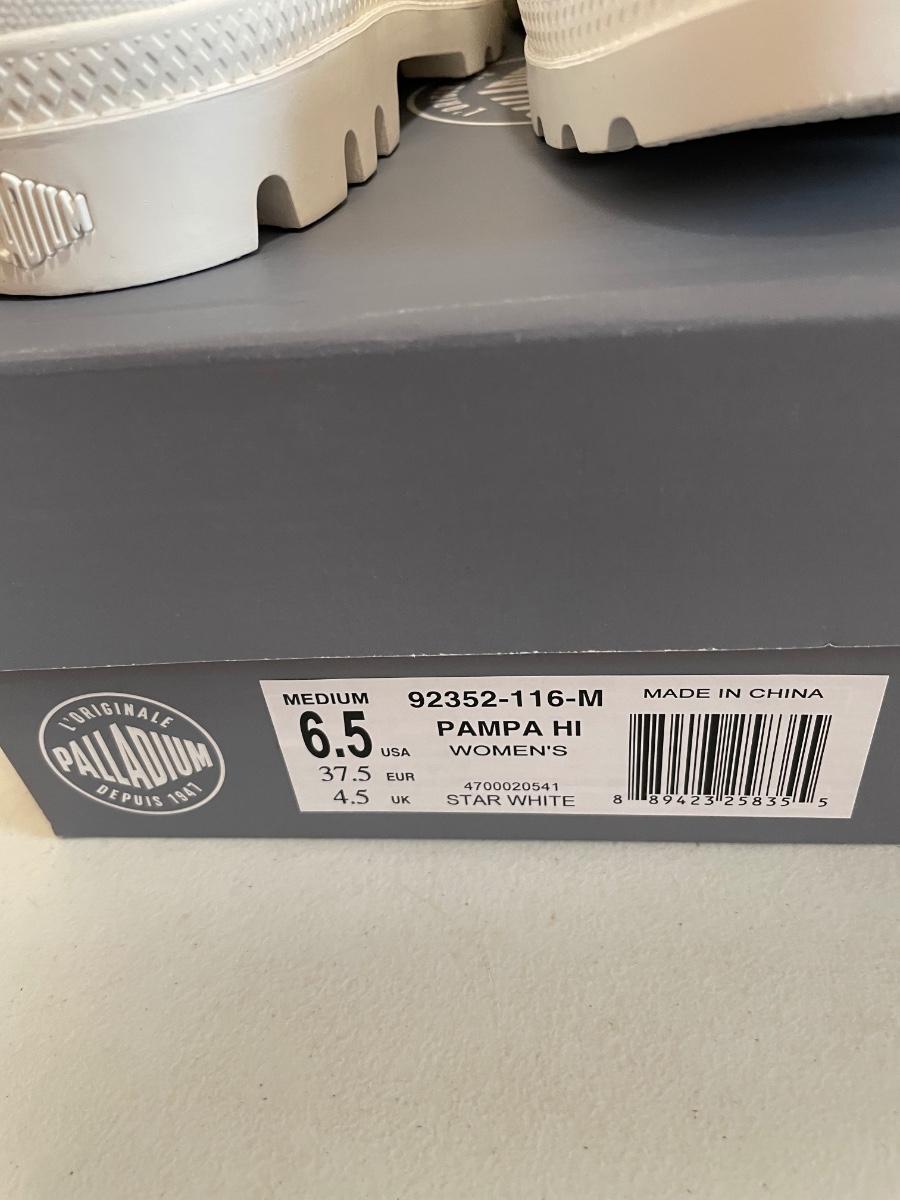 L'ORIGINALE
PALLADIUM
DEPUIS 1947
MEDIUM
6.5 USA
37.5 EUR
4.5 UK
92352-116-M
PAMPA HI
WOMEN'S
4700020541
STAR WHITE
MADE IN CHINA
8 89423 25835 5